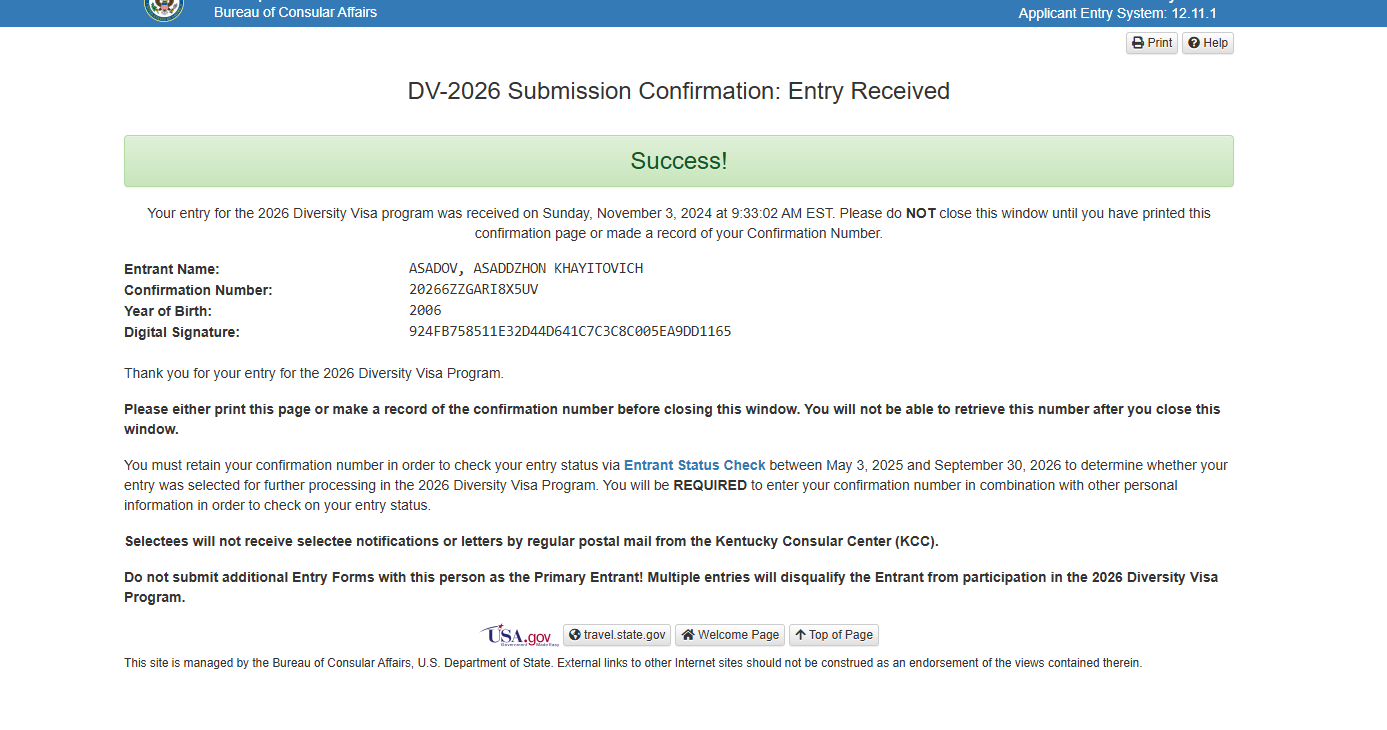 Bureau of Consular Affairs
Applicant Entry System: 12.11.1
Print Help
DV-2026 Submission Confirmation: Entry Received
Success!
Your entry for the 2026 Diversity Visa program was received on Sunday, November 3, 2024 at 9:33:02 AM EST. Please do NOT close this window until you have printed this
confirmation page or made a record of your Confirmation Number.
Entrant Name: ASADOV, ASADDZHON KHAYITOVICH
Confirmation Number: 20266ZZGARI8X5UV
Year of Birth: 2006
Digital Signature: 924FB758511E32D44D641C7C3C8C005EA9DD1165
Thank you for your entry for the 2026 Diversity Visa Program.
Please either print this page or make a record of the confirmation number before closing this window. You will not be able to retrieve this number after you close this
window.
You must retain your confirmation number in order to check your entry status via Entrant Status Check between May 3, 2025 and September 30, 2026 to determine whether your
entry was selected for further processing in the 2026 Diversity Visa Program. You will be REQUIRED to enter your confirmation number in combination with other personal
information in order to check on your entry status.
Selectees will not receive selectee notifications or letters by regular postal mail from the Kentucky Consular Center (KCC).
Do not submit additional Entry Forms with this person as the Primary Entrant! Multiple entries will disqualify the Entrant from participation in the 2026 Diversity Visa
Program.
USA.gov travel.state.gov Welcome Page Top of Page
Government Made Easy
This site is managed by the Bureau of Consular Affairs, U.S. Department of State. External links to other Internet sites should not be construed as an endorsement of the views contained therein.